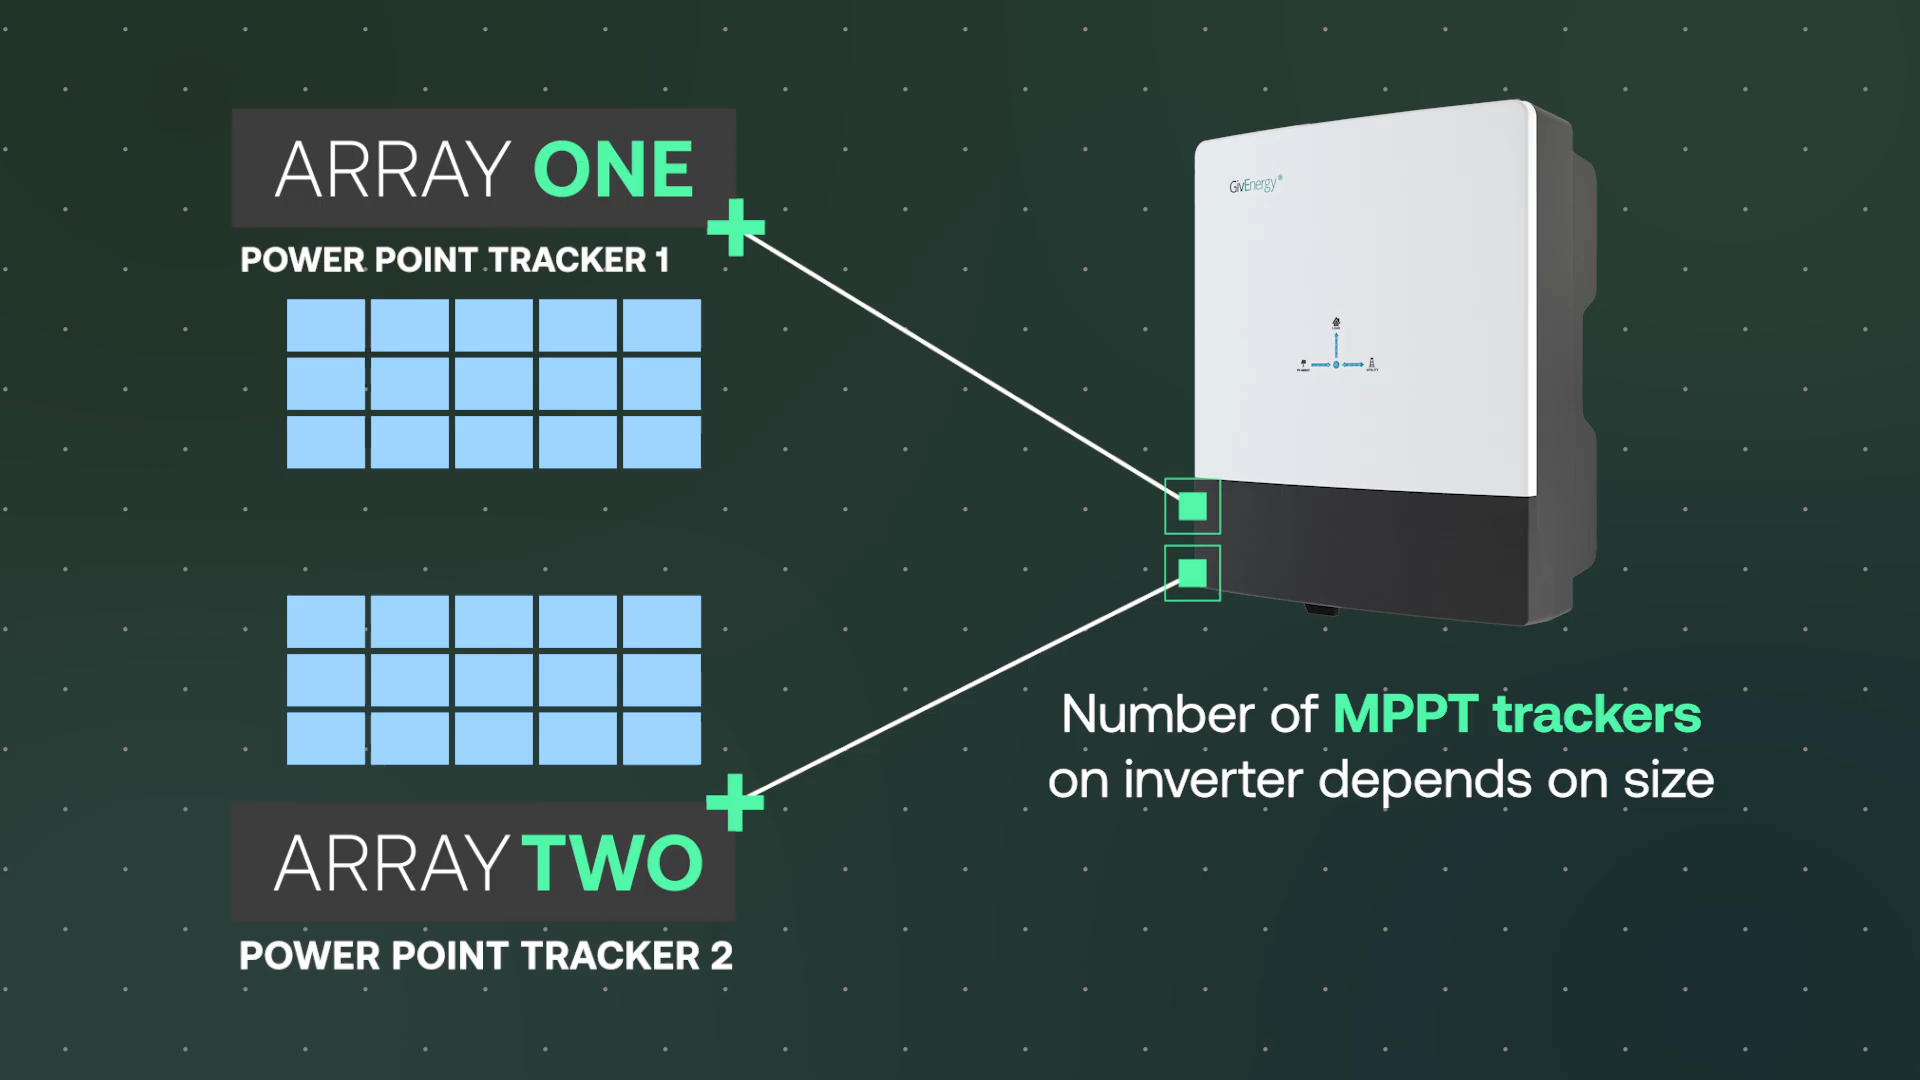 ARRAY ONE
POWER POINT TRACKER 1
GivEnergy®
ARRAY TWO
POWER POINT TRACKER 2
Number of MPPT trackers
on inverter depends on size